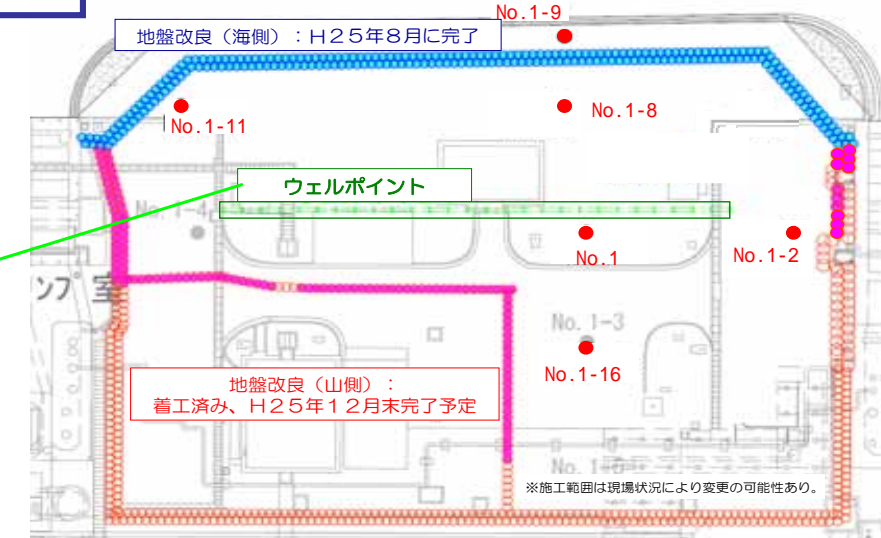 No.1-9
地盤改良（海側）：Ｈ２５年８月に完了
No.1-8
No.1-11
ウェルポイント
No.1-4
No.1
No.1-2
No.1-3
No.1-16
地盤改良（山側）：
着工済み、Ｈ２５年１２月末完了予定
※施工範囲は現場状況により変更の可能性あり。